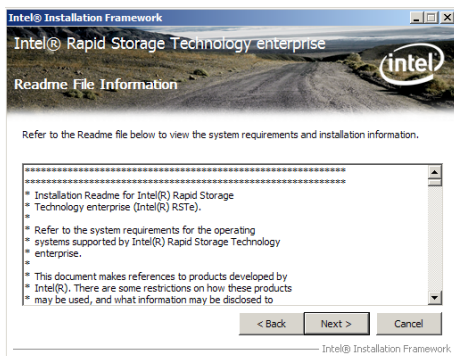 Intel® Installation Framework
Intel® Rapid Storage Technology enterprise
intel
Readme File Information
Refer to the Readme file below to view the system requirements and installation information.
************************************************************
************************************************************
* Installation Readme for Intel(R) Rapid Storage
* Technology enterprise (Intel(R) RSTe).
*
* Refer to the system requirements for the operating
* systems supported by Intel(R) Rapid Storage Technology
* enterprise.
*
* This document makes references to products developed by
* Intel(R). There are some restrictions on how these products
* may be used, and what information may be disclosed to
< Back Next > Cancel
Intel® Installation Framework